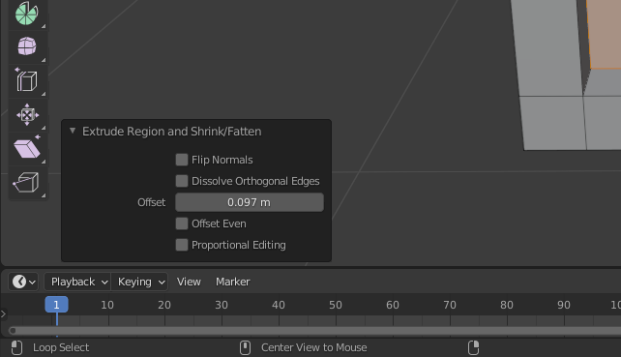 Extrude Region and Shrink/Fatten
Flip Normals
Dissolve Orthogonal Edges
Offset 0.097 m
Offset Even
Proportional Editing
Playback Keying View Marker
1 10 20 30 40 50 60 70 80 90
Loop Select Center View to Mouse